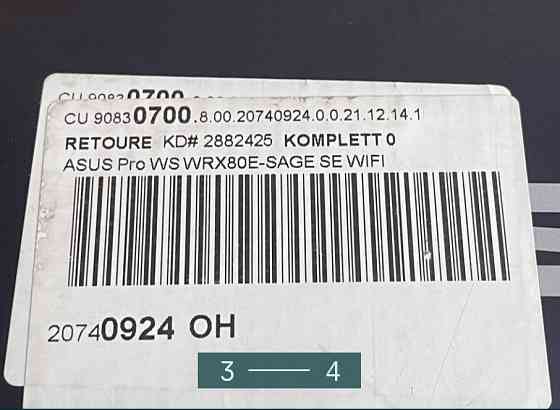 CU 90830700
CU 90830700.8.00.20740924.0.0.21.12.14.1
RETOURE KD# 2882425 KOMPLETT 0
ASUS Pro WS WRX80E-SAGE SE WIFI
20740924 OH
3 — 4